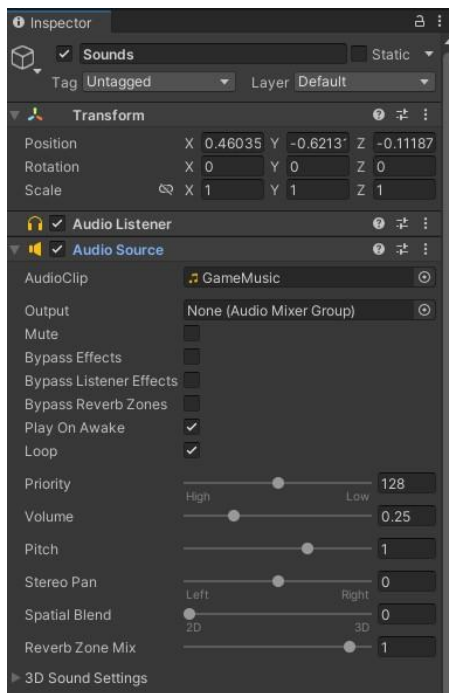 Inspector
Sounds Static
Tag Untagged Layer Default
Transform
Position X 0.46035 Y -0.6213 Z -0.11187
Rotation X 0 Y 0 Z 0
Scale X 1 Y 1 Z 1
Audio Listener
Audio Source
AudioClip GameMusic
Output None (Audio Mixer Group)
Mute
Bypass Effects
Bypass Listener Effects
Bypass Reverb Zones
Play On Awake
Loop
Priority 128
High Low
Volume 0.25
Pitch 1
Stereo Pan 0
Left Right
Spatial Blend 0
2D 3D
Reverb Zone Mix 1
3D Sound Settings